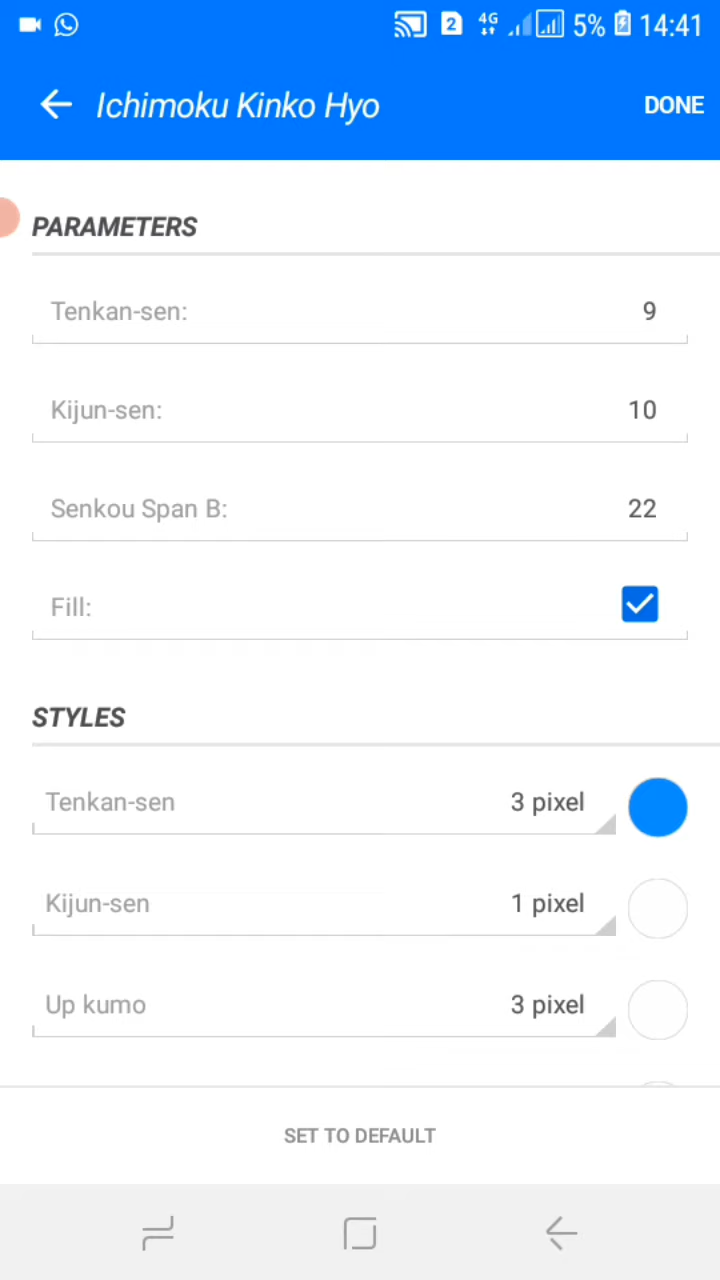 2 4G 5% 14:41
Ichimoku Kinko Hyo DONE
PARAMETERS
Tenkan-sen: 9
Kijun-sen: 10
Senkou Span B: 22
Fill:
STYLES
Tenkan-sen 3 pixel
Kijun-sen 1 pixel
Up kumo 3 pixel
SET TO DEFAULT